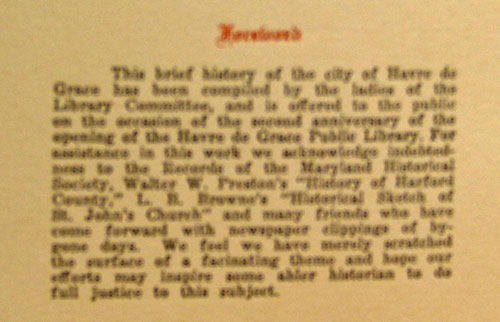 Foreword
This brief history of the city of Havre de
Grace has been compiled by the ladies of the
Library Committee, and is offered to the public
on the occasion of the second anniversary of the
opening of the Havre de Grace Public Library. For
assistance in this work we acknowledge indebted-
ness to the Records of the Maryland Historical
Society, Walter W. Preston's "History of Harford
County," L. B. Browne's "Historical Sketch of
St. John's Church" and many friends who have
come forward with newspaper clippings of by-
gone days. We feel we have merely scratched
the surface of a facinating theme and hope our
efforts may inspire some abler historian to do
full justice to this subject.